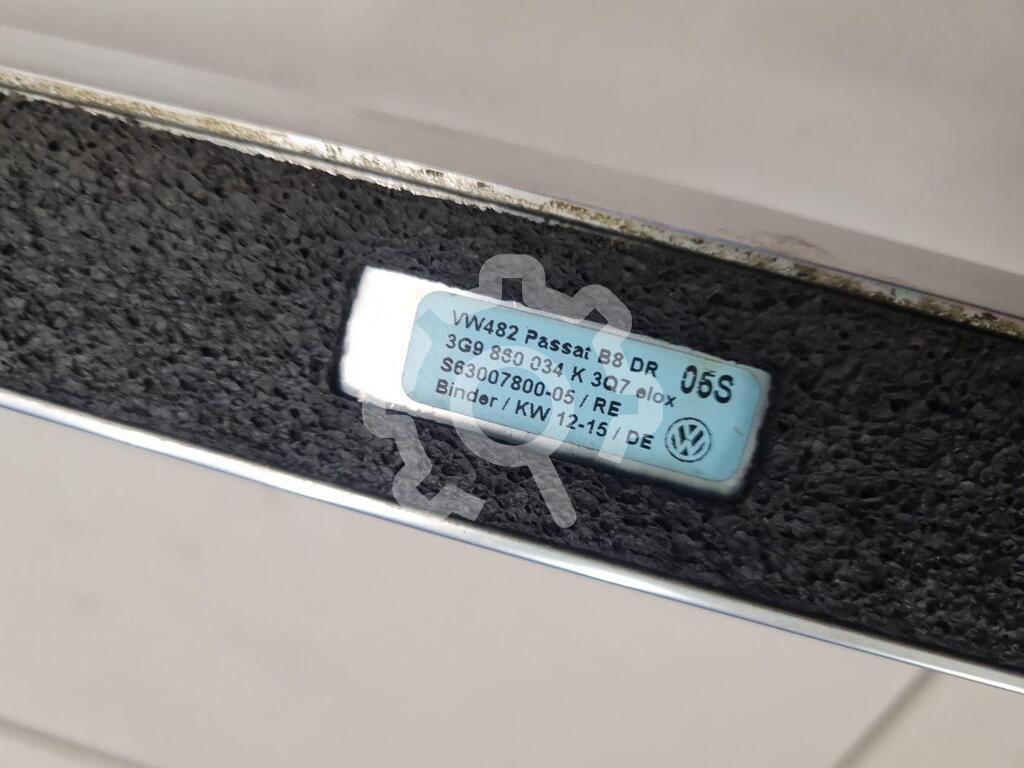 VW482 Passat B8 DR
3G9 860 034 K 3Q7 elox 05S
S63007800-05 / RE
Binder / KW 12-15 / DE